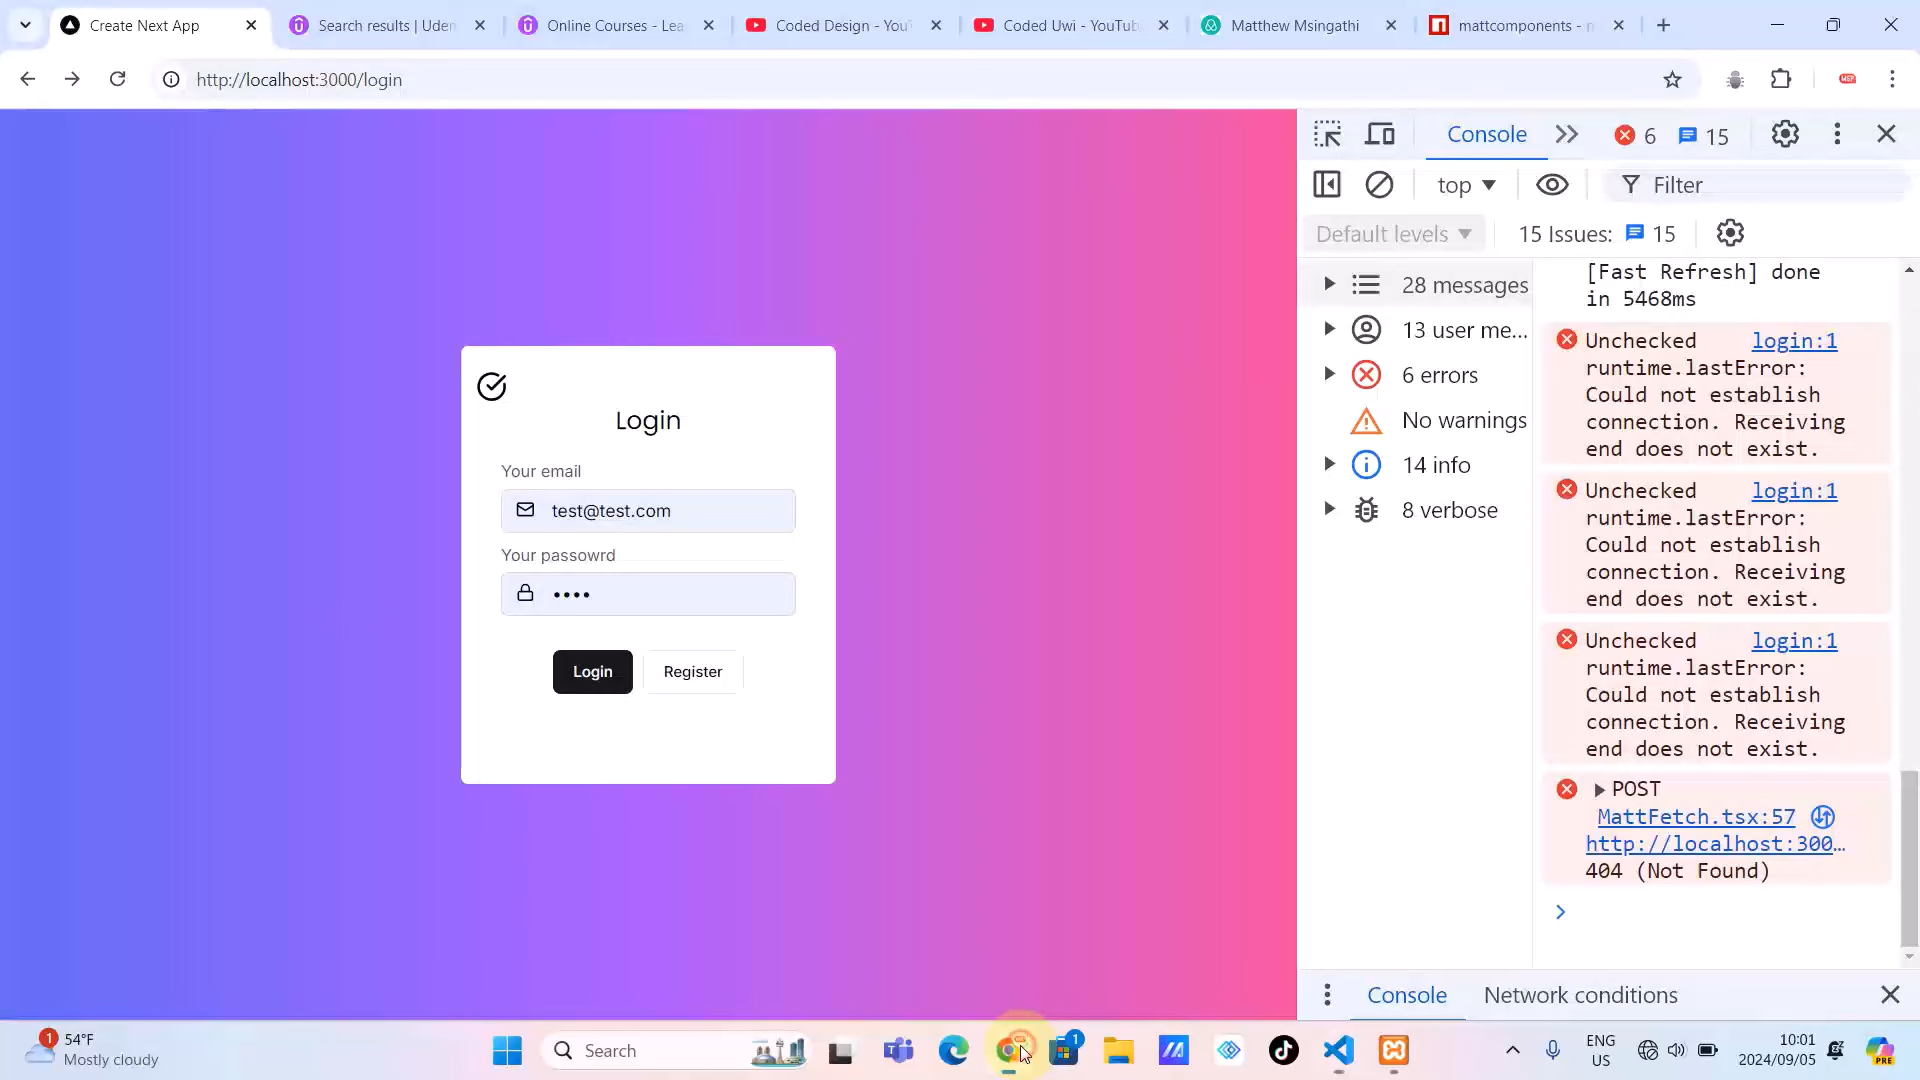 Create Next App
Search results | Uden
Online Courses - Lea
Coded Design - You
Coded Uwi - YouTub
Matthew Msingathi
mattcomponents - n
http://localhost:3000/login
Console
6
15
top
Filter
Default levels
15 Issues:
15
28 messages
13 user me...
6 errors
No warnings
14 info
8 verbose
[Fast Refresh] done
in 5468ms
Unchecked login:1
runtime.lastError:
Could not establish
connection. Receiving
end does not exist.
Unchecked login:1
runtime.lastError:
Could not establish
connection. Receiving
end does not exist.
Unchecked login:1
runtime.lastError:
Could not establish
connection. Receiving
end does not exist.
POST
MattFetch.tsx:57
http://localhost:300…
404 (Not Found)
Login
Your email
test@test.com
Your passowrd
Login
Register
Console
Network conditions
1
54°F
Mostly cloudy
Search
1
ENG
US
10:01
2024/09/05
PRE